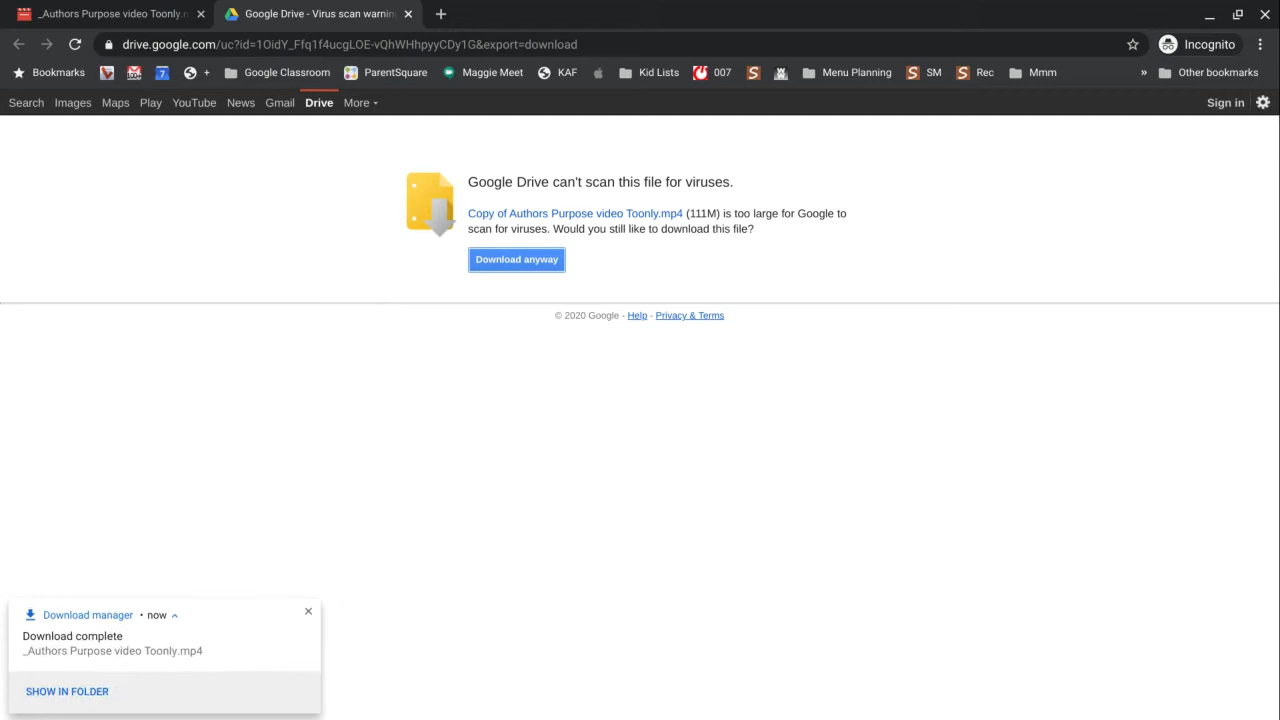 _Authors Purpose video Toonly.m
Google Drive - Virus scan warning
drive.google.com/uc?id=1OidY_Ffq1f4ucgLOE-vQhWHhpyyCDy1G&export=download
Incognito
Bookmarks 7 + Google Classroom ParentSquare Maggie Meet KAF Kid Lists 007 S W Menu Planning S SM S Rec Mmm » Other bookmarks
Search Images Maps Play YouTube News Gmail Drive More Sign in
Google Drive can't scan this file for viruses.
Copy of Authors Purpose video Toonly.mp4 (111M) is too large for Google to
scan for viruses. Would you still like to download this file?
Download anyway
© 2020 Google - Help - Privacy & Terms
Download manager • now
Download complete
_Authors Purpose video Toonly.mp4
SHOW IN FOLDER